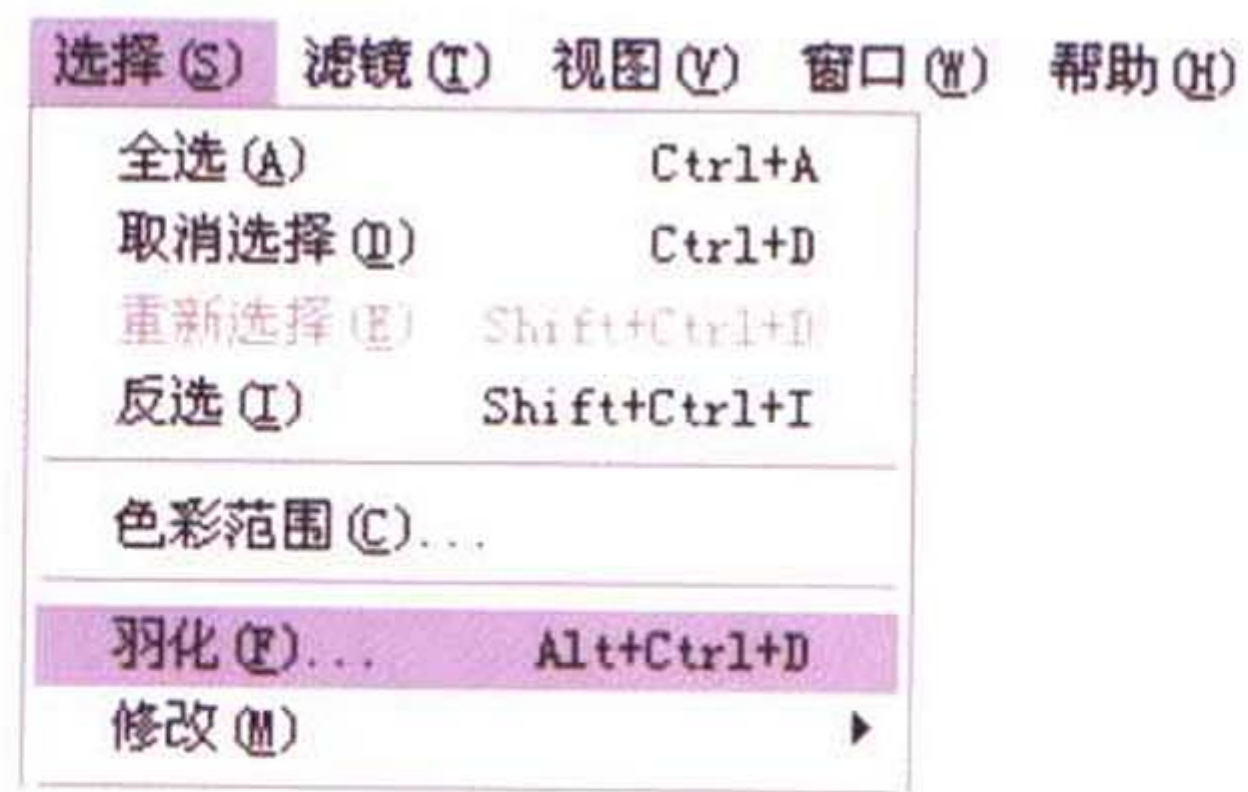 选择(S) 滤镜(T) 视图(V) 窗口(W) 帮助(H)
全选(A) Ctrl+A
取消选择(D) Ctrl+D
重新选择(E) Shift+Ctrl+D
反选(I) Shift+Ctrl+I
色彩范围(C)...
羽化(F)... Alt+Ctrl+D
修改(M)